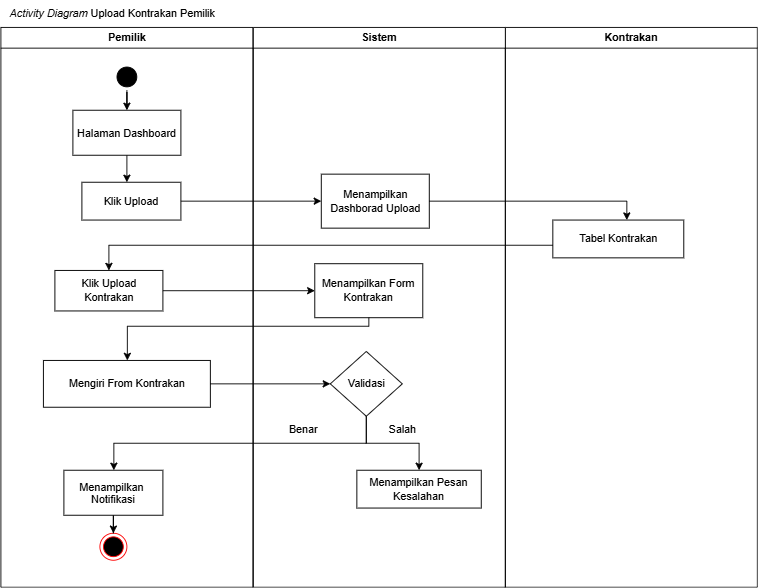 Activity Diagram Upload Kontrakan Pemilik
Pemilik
Sistem
Kontrakan
Halaman Dashboard
Klik Upload
Menampilkan
Dashborad Upload
Tabel Kontrakan
Klik Upload
Kontrakan
Menampilkan Form
Kontrakan
Mengiri From Kontrakan
Validasi
Benar
Salah
Menampilkan
Notifikasi
Menampilkan Pesan
Kesalahan